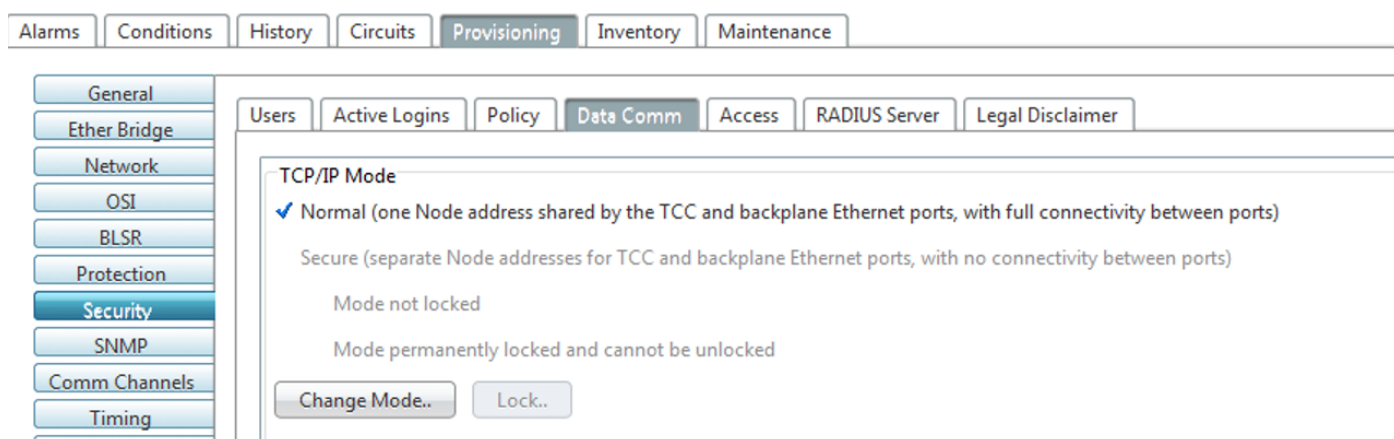 Alarms Conditions History Circuits Provisioning Inventory Maintenance
General
Ether Bridge
Network
OSI
BLSR
Protection
Security
SNMP
Comm Channels
Timing
Users Active Logins Policy Data Comm Access RADIUS Server Legal Disclaimer
TCP/IP Mode
Normal (one Node address shared by the TCC and backplane Ethernet ports, with full connectivity between ports)
Secure (separate Node addresses for TCC and backplane Ethernet ports, with no connectivity between ports)
Mode not locked
Mode permanently locked and cannot be unlocked
Change Mode.. Lock..